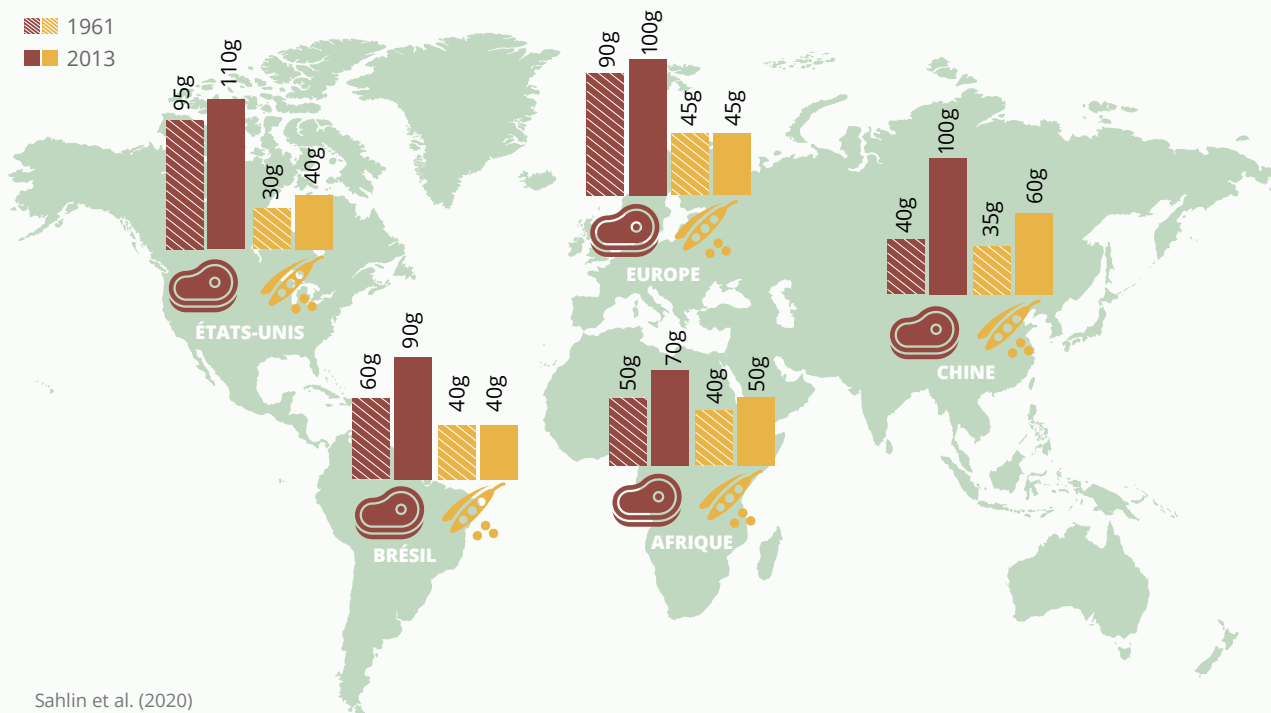 1961
2013
95g
110g
30g
40g
ÉTATS-UNIS
90g
100g
45g
45g
EUROPE
40g
100g
35g
60g
CHINE
60g
90g
40g
40g
BRÉSIL
50g
70g
40g
50g
AFRIQUE
Sahlin et al. (2020)